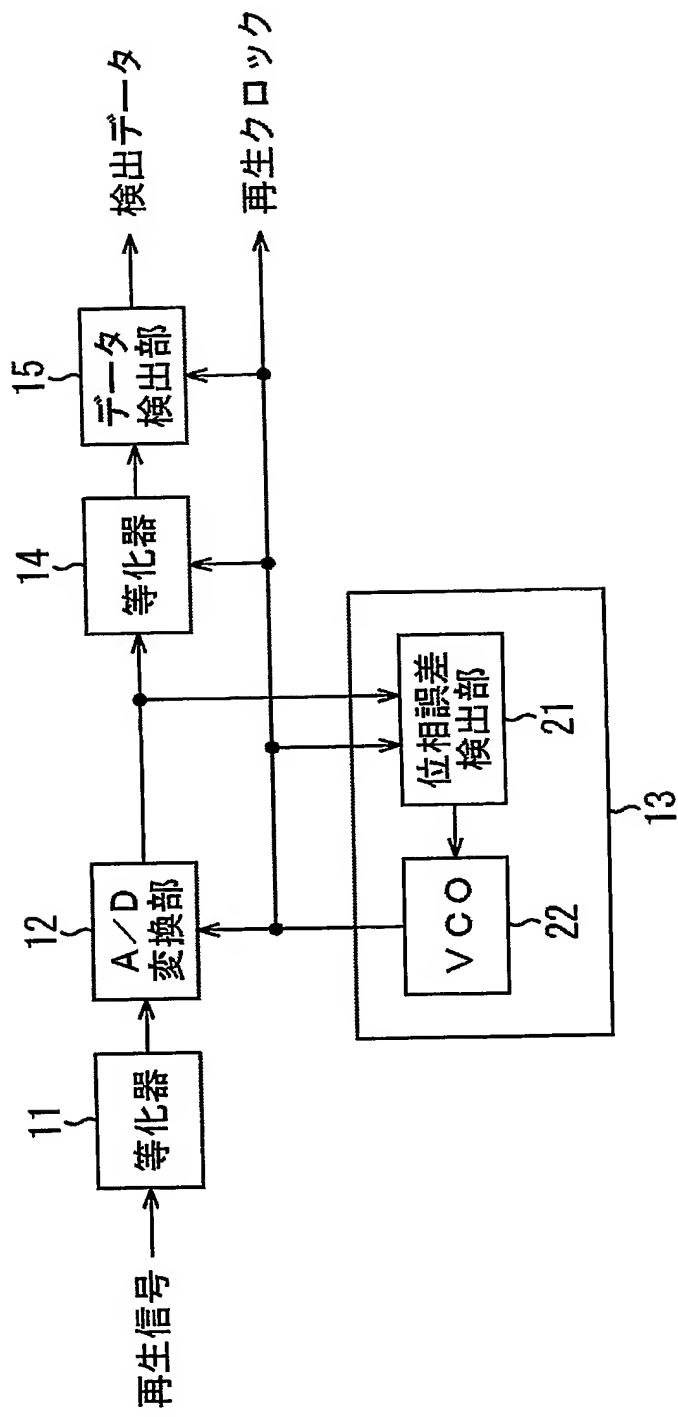 再生信号
11
等化器
12
A/D
変換部
14
等化器
15
データ
検出部
検出データ
再生クロック
位相誤差
検出部
21
VCO
22
13